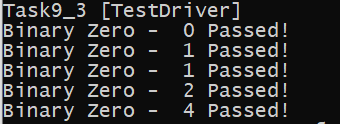 Task9_3 [TestDriver]
Binary Zero -  0 Passed!
Binary Zero -  1 Passed!
Binary Zero -  1 Passed!
Binary Zero -  2 Passed!
Binary Zero -  4 Passed!